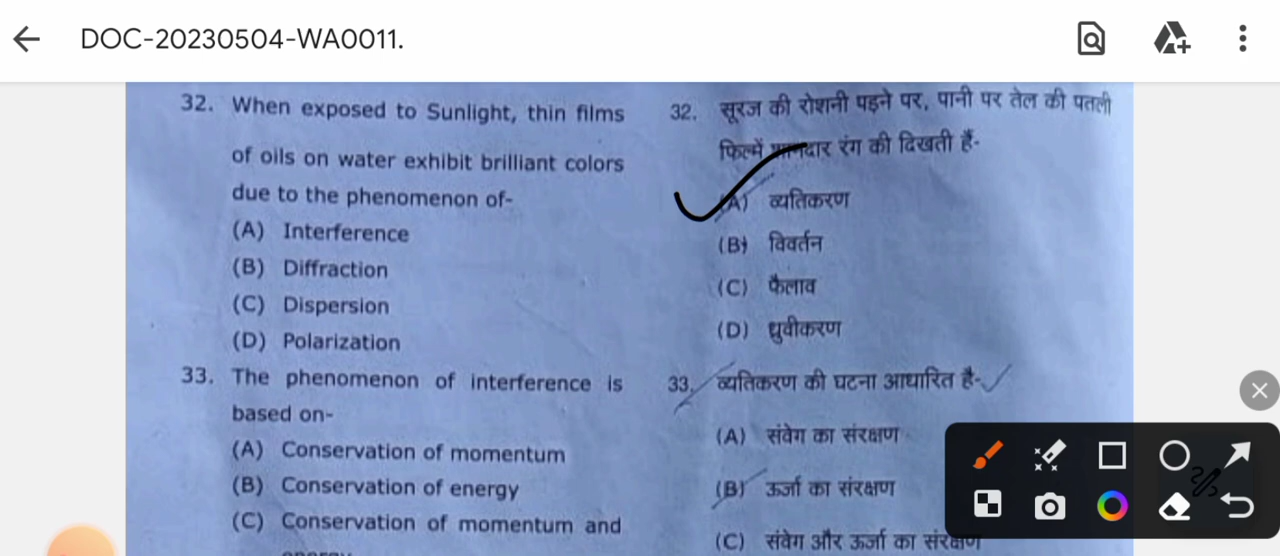 DOC-20230504-WA0011.
32. When exposed to Sunlight, thin films
of oils on water exhibit brilliant colors
due to the phenomenon of-
(A) Interference
(B) Diffraction
(C) Dispersion
(D) Polarization
33. The phenomenon of interference is
based on-
(A) Conservation of momentum
(B) Conservation of energy
(C) Conservation of momentum and
32. सूरज की रोशनी पड़ने पर, पानी पर तेल की पतली
फिल्में रंग की दिखती हैं-
(A) व्यतिकरण
(B) विवर्तन
(C) फैलाव
(D) ध्रुवीकरण
33. व्यतिकरण की घटना आधारित है-
(A) संवेग का संरक्षण
(B) ऊर्जा का संरक्षण
(C) संवेग और ऊर्जा का संरक्षण